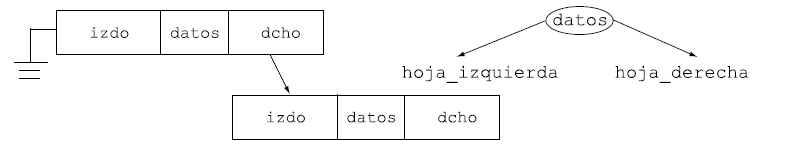 izdo datos dcho
datos
hoja_izquierda hoja_derecha
izdo datos dcho